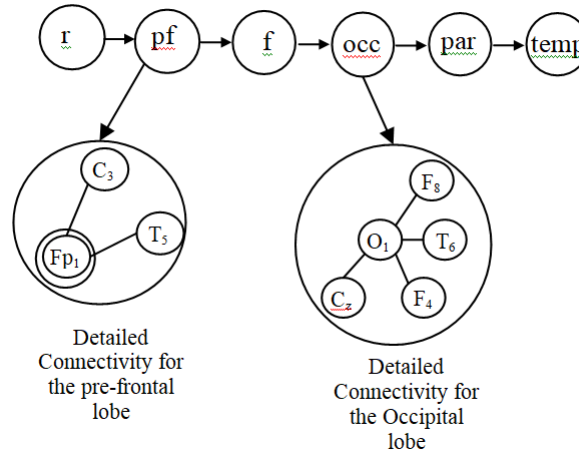 r pf f occ par temp
C3 F8
Fp1 T5 O1 T6
Cz F4
Detailed
Connectivity for
the pre-frontal
lobe
Detailed
Connectivity for
the Occipital
lobe